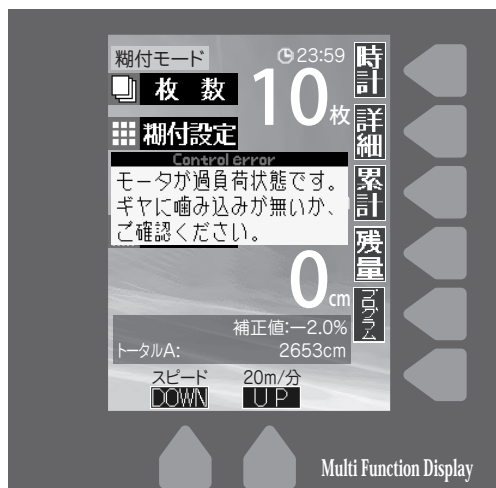 糊付モード
23:59
枚 数
10枚
糊付設定
Control error
モータが過負荷状態です。
ギヤに噛み込みが無いか、
ご確認ください。
0cm
補正値:ー2.0%
トータルA:
2653cm
スピード
20m/分
DOWN
UP
時計
詳細
累計
残量
プログラム
Multi Function Display